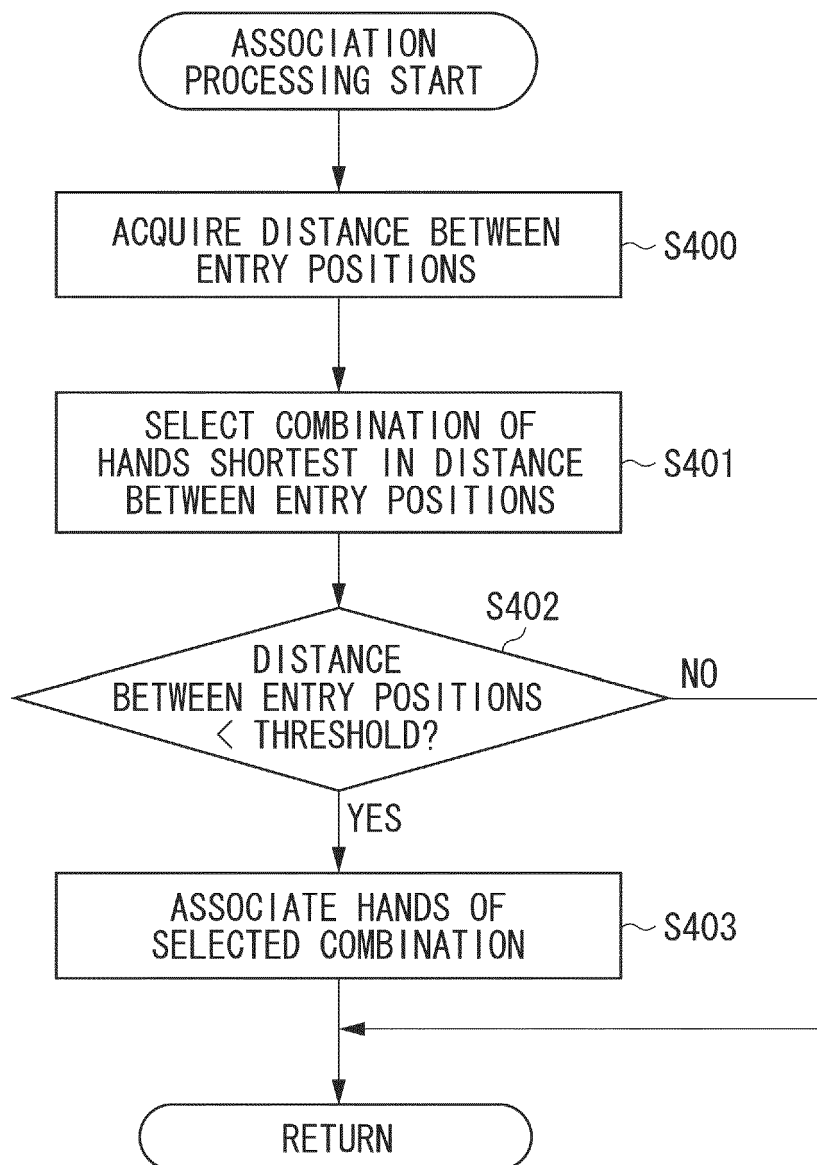 ASSOCIATION
PROCESSING START
ACQUIRE DISTANCE BETWEEN
ENTRY POSITIONS
S400
SELECT COMBINATION OF
HANDS SHORTEST IN DISTANCE
BETWEEN ENTRY POSITIONS
S401
S402
DISTANCE
BETWEEN ENTRY POSITIONS
< THRESHOLD?
NO
YES
ASSOCIATE HANDS OF
SELECTED COMBINATION
S403
RETURN